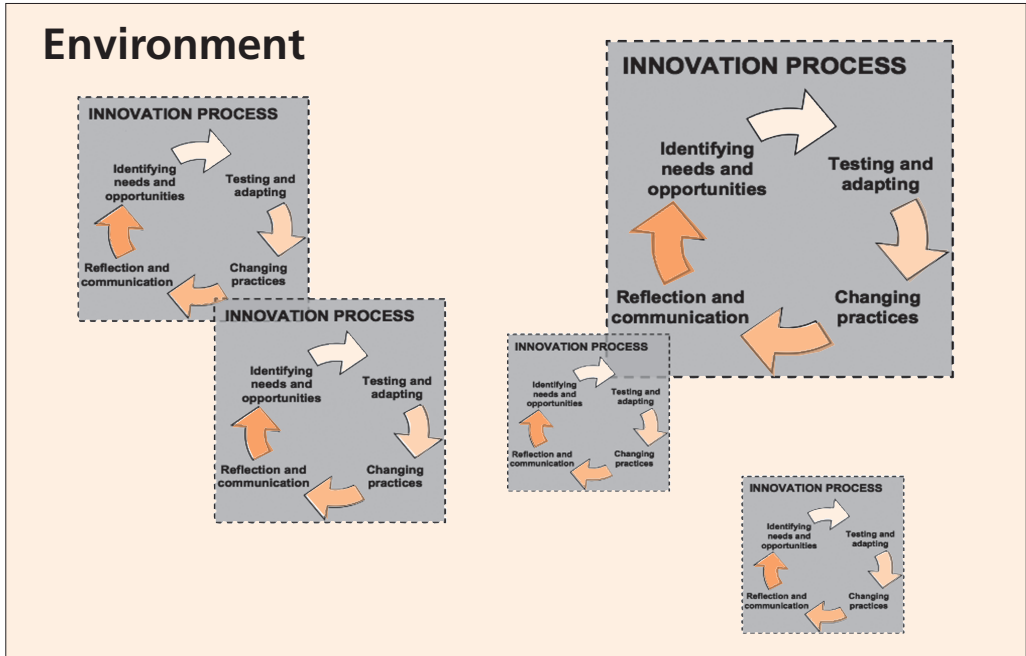 Environment
INNOVATION PROCESS
Identifying
needs and
opportunities
Testing and
adapting
Changing
practices
Reflection and
communication
INNOVATION PROCESS
Identifying
needs and
opportunities
Testing and
adapting
Changing
practices
Reflection and
communication
INNOVATION PROCESS
Identifying
needs and
opportunities
Testing and
adapting
Changing
practices
Reflection and
communication
INNOVATION PROCESS
Identifying
needs and
opportunities
Testing and
adapting
Changing
practices
Reflection and
communication
INNOVATION PROCESS
Identifying
needs and
opportunities
Testing and
adapting
Changing
practices
Reflection and
communication